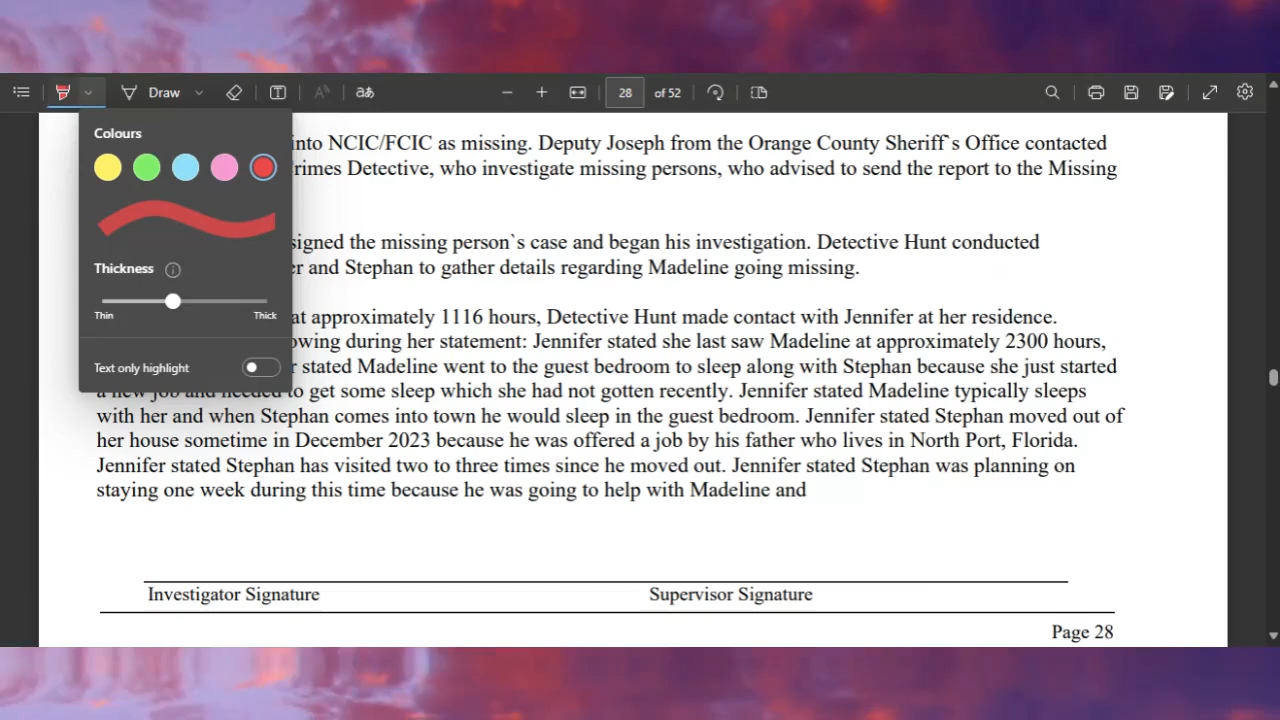 Draw
aあ
28
of 52
Colours
Thickness
Thin
Thick
Text only highlight
into NCIC/FCIC as missing. Deputy Joseph from the Orange County Sheriff`s Office contacted
rimes Detective, who investigate missing persons, who advised to send the report to the Missing
signed the missing person`s case and began his investigation. Detective Hunt conducted
er and Stephan to gather details regarding Madeline going missing.
at approximately 1116 hours, Detective Hunt made contact with Jennifer at her residence.
owing during her statement: Jennifer stated she last saw Madeline at approximately 2300 hours,
r stated Madeline went to the guest bedroom to sleep along with Stephan because she just started
a new job and needed to get some sleep which she had not gotten recently. Jennifer stated Madeline typically sleeps
with her and when Stephan comes into town he would sleep in the guest bedroom. Jennifer stated Stephan moved out of
her house sometime in December 2023 because he was offered a job by his father who lives in North Port, Florida.
Jennifer stated Stephan has visited two to three times since he moved out. Jennifer stated Stephan was planning on
staying one week during this time because he was going to help with Madeline and
Investigator Signature
Supervisor Signature
Page 28